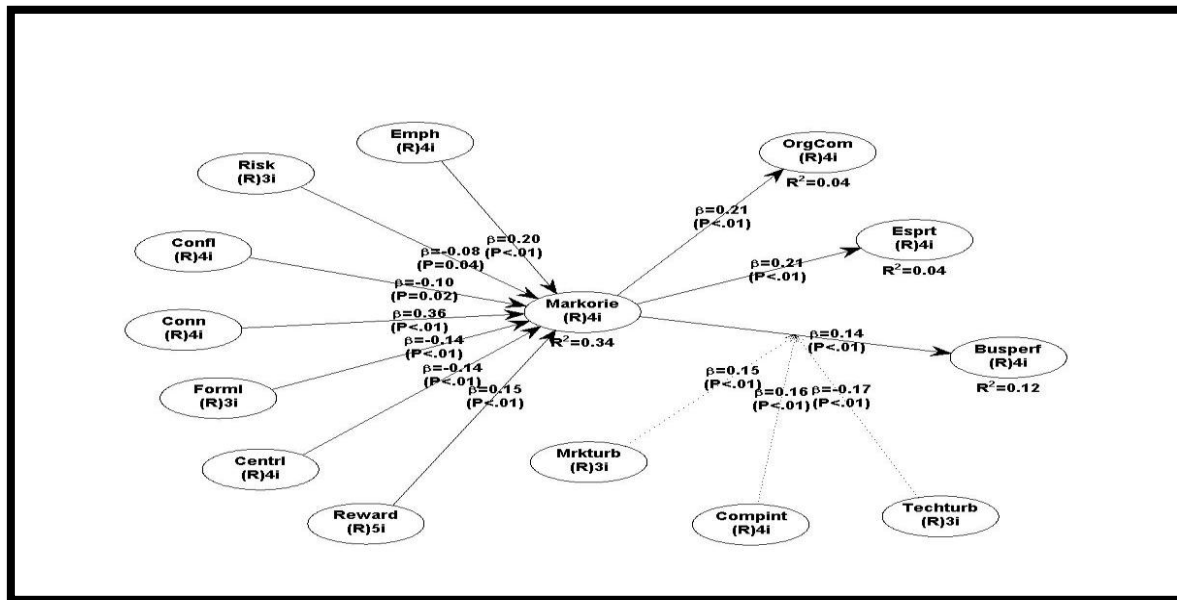 Emph
(R)4i
OrgCom
(R)4i
R²=0.04
Risk
(R)3i
β=0.21
(P<.01)
Confl
(R)4i
β=0.20
(P<.01)
β=-0.08
(P=0.04)
Esprt
(R)4i
R²=0.04
β=0.21
(P<.01)
β=-0.10
(P=0.02)
Markorie
(R)4i
R²=0.34
Conn
(R)4i
β=0.36
(P<.01)
β=0.14
(P<.01)
Busperf
(R)4i
R²=0.12
β=-0.14
(P<.01)
Forml
(R)3i
β=-0.14
(P<.01)
β=0.15
(P<.01)
β=0.15
(P<.01)
β=0.16
(P<.01)
β=-0.17
(P<.01)
Centrl
(R)4i
Mrkturb
(R)3i
Reward
(R)5i
Compint
(R)4i
Techturb
(R)3i